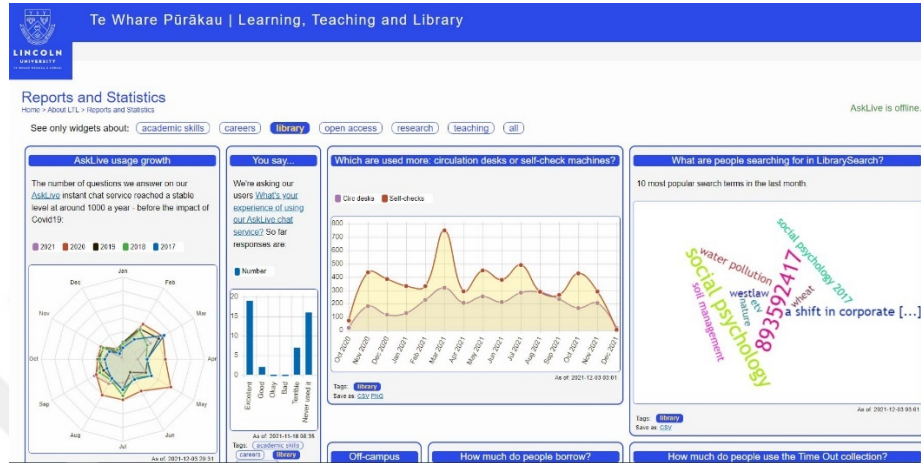 Te Whare Pūrākau | Learning, Teaching and Library
LINCOLN
UNIVERSITY
Reports and Statistics
Home > About LTL > Reports and Statistics
AskLive is offline.
See only widgets about: academic skills careers library open access research teaching all
AskLive usage growth
The number of questions we answer on our
AskLive instant chat service reached a stable
level at around 1000 a year - before the impact of
Covid19:
2021 2020 2019 2018 2017
Jan
Feb
Mar
Apr
May
Jun
Jul
Aug
Sep
Oct
Nov
Dec
As of: 2021-12-03
You say...
We're asking our
users What's your
experience of using
our AskLive chat
service? So far
responses are:
Number
20
15
10
5
0
Excellent
Good
Okay
Bad
Terrible
Never used it
As of: 2021-11-18 08:35
Tags: academic skills
careers library
Which are used more: circulation desks or self-check machines?
Circ desks Self-checks
800
700
600
500
400
300
200
100
0
Oct 2020
Nov 2020
Dec 2020
Jan 2021
Feb 2021
Mar 2021
Apr 2021
May 2021
Jun 2021
Jul 2021
Aug 2021
Sep 2021
Oct 2021
Nov 2021
Dec 2021
As of: 2021-12-03 03:01
Tags: library
Save as: CSV PNG
What are people searching for in LibrarySearch?
10 most popular search terms in the last month.
social psychology 2017
water pollution
social psychology
893592417
westlaw
wheat
etv
nature
soil management
a shift in corporate [...]
As of: 2021-12-03 03:01
Tags: library
Save as: CSV
Off-campus
How much do people borrow?
How much do people use the Time Out collection?